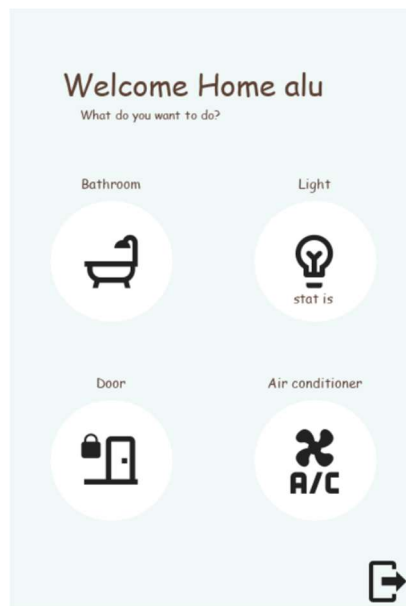 Welcome Home alu
What do you want to do?
Bathroom
Light
stat is
Door
Air conditioner
A/C